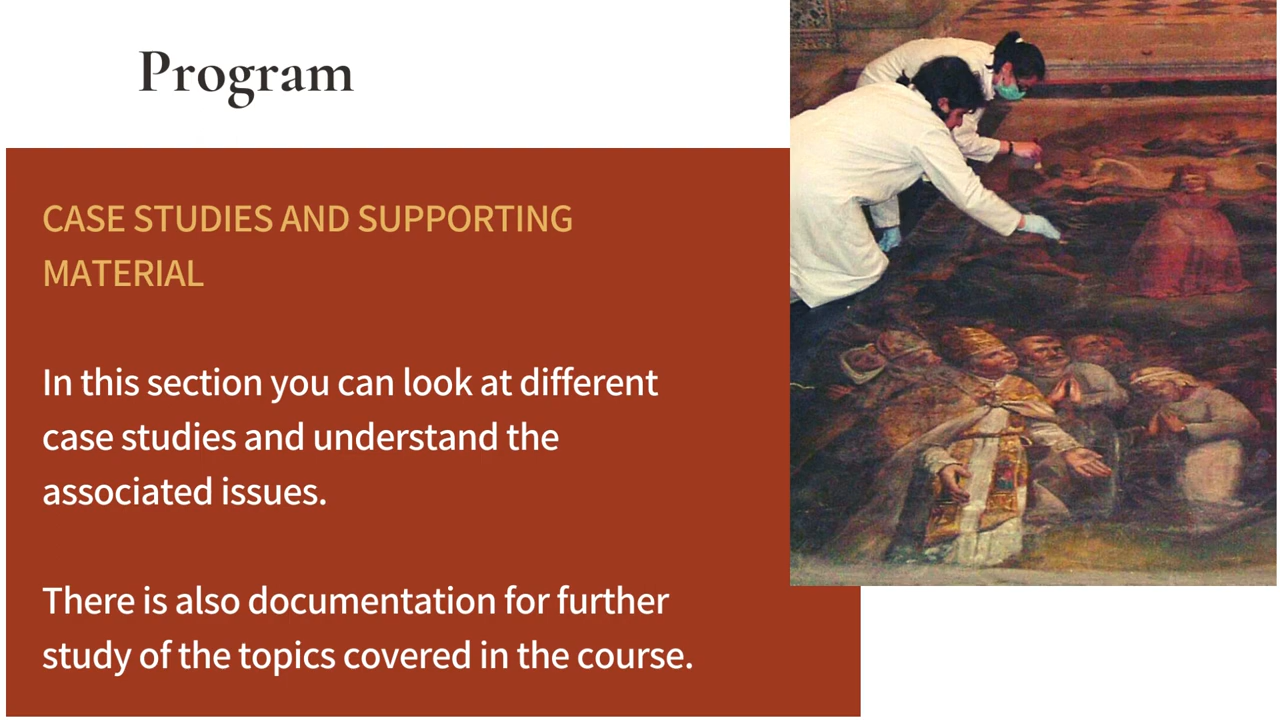 Program
CASE STUDIES AND SUPPORTING
MATERIAL
In this section you can look at different
case studies and understand the
associated issues.
There is also documentation for further
study of the topics covered in the course.